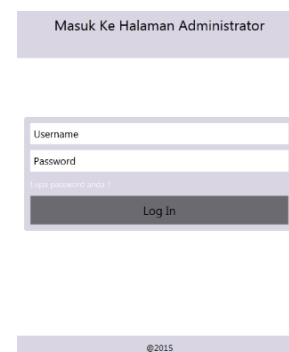 Masuk Ke Halaman Administrator
Username
Password
Lupa password anda ?
Log In
@2015